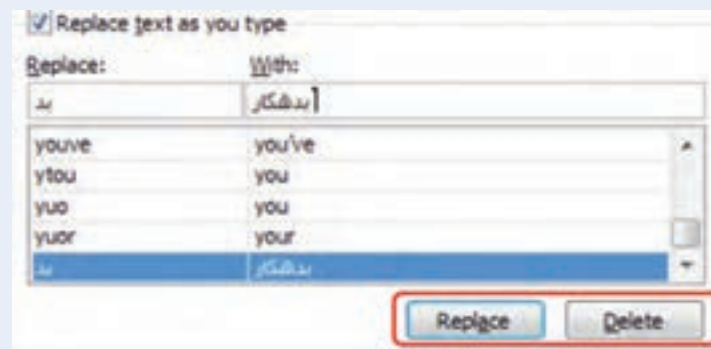 Replace text as you type
Replace: With:
بد بدهکار
youve you've
ytou you
yuo you
yuor your
بد بدهکار
Replace Delete